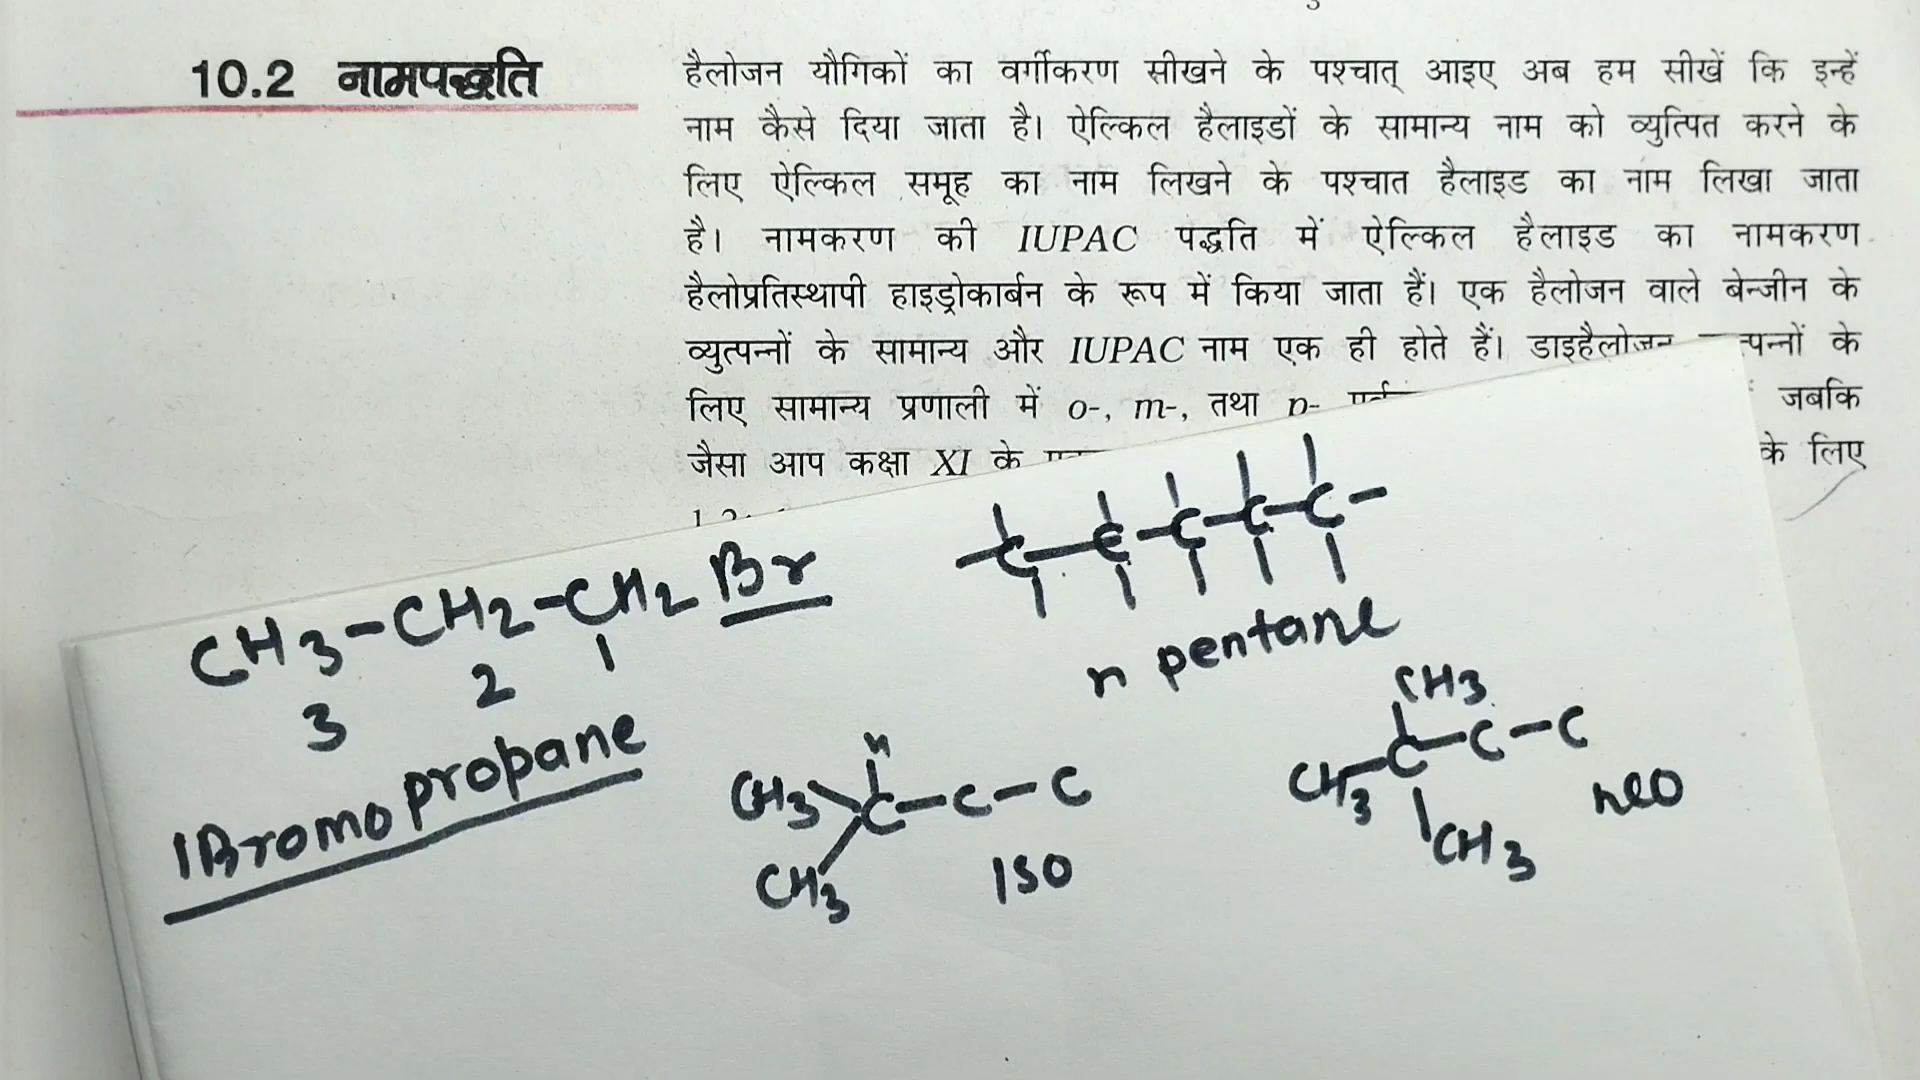 10.2 नामपद्धति
हैलोजन यौगिकों का वर्गीकरण सीखने के पश्चात् आइए अब हम सीखें कि इन्हें
नाम कैसे दिया जाता है। ऐल्किल हैलाइडों के सामान्य नाम को व्युत्पित करने के
लिए ऐल्किल समूह का नाम लिखने के पश्चात हैलाइड का नाम लिखा जाता
है। नामकरण की IUPAC पद्धति में ऐल्किल हैलाइड का नामकरण
हैलोप्रतिस्थापी हाइड्रोकार्बन के रूप में किया जाता हैं। एक हैलोजन वाले बेन्जीन के
व्युत्पन्नों के सामान्य और IUPAC नाम एक ही होते हैं। डाइहैलोजन त्पन्नों के
लिए सामान्य प्रणाली में o-, m-, तथा p- जबकि
जैसा आप कक्षा XI के के लिए
CH3-CH2-CH2Br
3 2 1
1Bromopropane
-C-C-C-C-C-
n pentane
H
CH3 C-C-C
CH3
ISO
CH3
CH3-C-C-C
CH3
neo